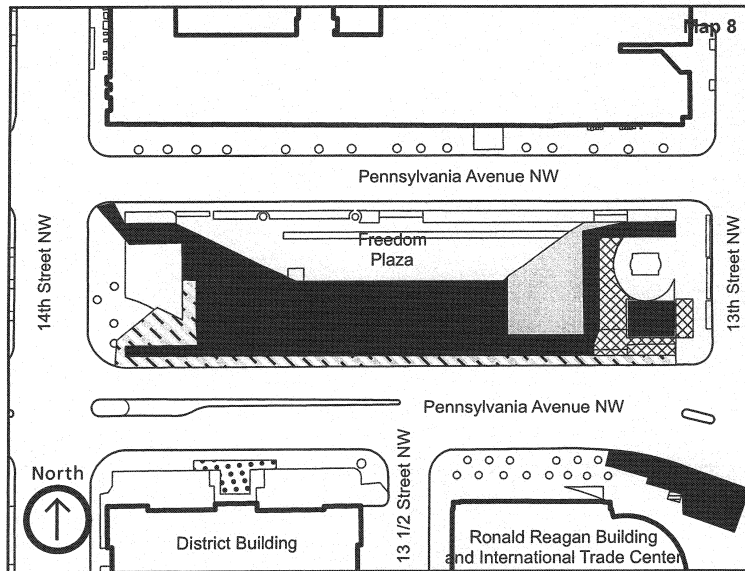 Map 8
Pennsylvania Avenue NW
14th Street NW
Freedom
Plaza
13th Street NW
Pennsylvania Avenue NW
North
13 1/2 Street NW
District Building
Ronald Reagan Building
and International Trade Center